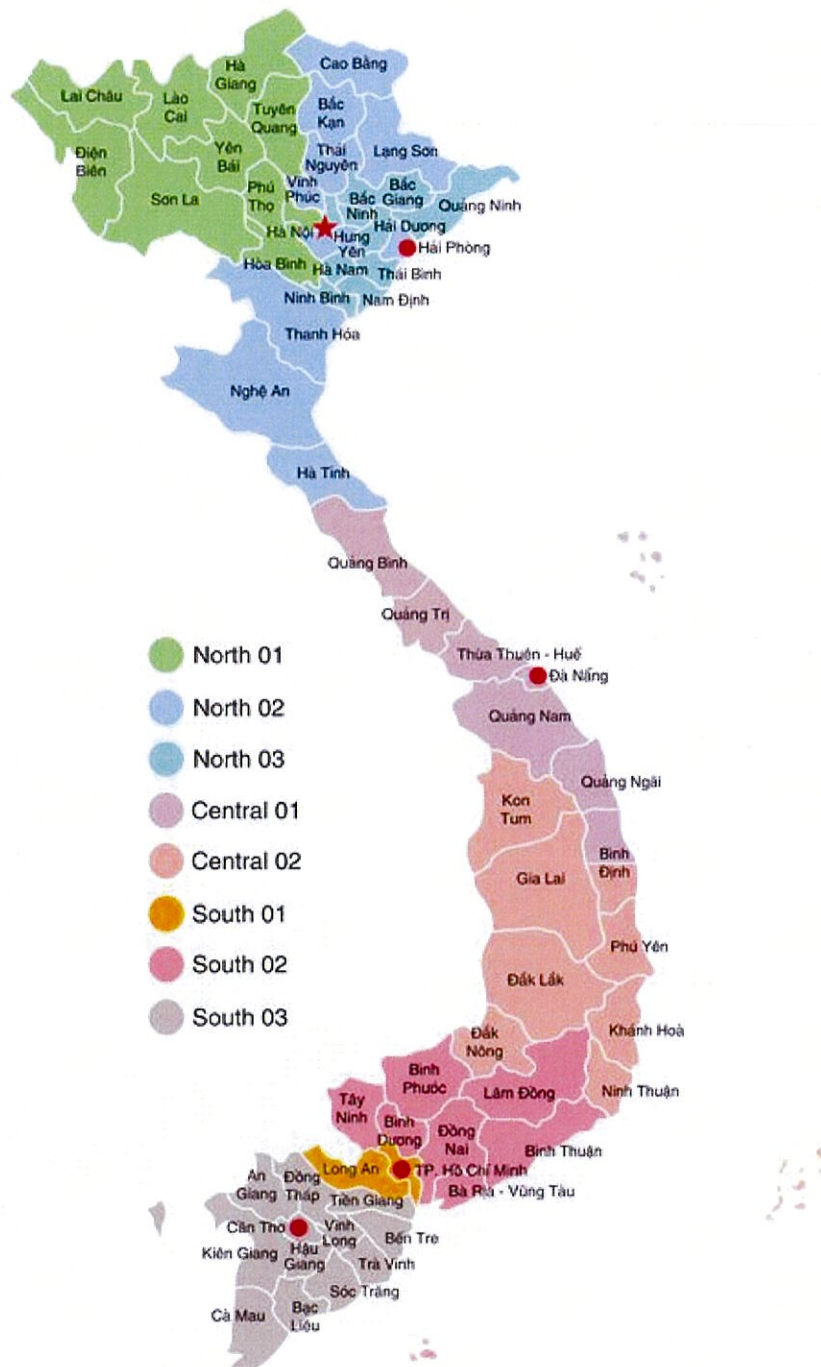 Cao Bằng
Hà
Giang
Lai Châu
Lào
Cai
Tuyên
Quang
Bắc
Kạn
Điện
Biên
Yên
Bái
Thái
Nguyên
Lạng Sơn
Sơn La
Phú
Thọ
Vĩnh
Phúc
Bắc
Ninh
Bắc
Giang
Quảng Ninh
Hà Nội
Hưng
Yên
Hải Dương
Hải Phòng
Hòa Bình
Hà Nam
Thái Bình
Ninh Bình
Nam Định
Thanh Hóa
Nghệ An
Hà Tĩnh
Quảng Bình
Quảng Trị
Thừa Thuên - Huế
Đà Nẵng
Quảng Nam
Quảng Ngãi
Kon
Tum
Bình
Định
Gia Lai
Phú Yên
Đắk Lắk
Khánh Hoà
Đắk
Nông
Ninh Thuận
Bình
Phước
Lâm Đồng
Tây
Ninh
Bình
Dương
Đồng
Nai
Bình Thuận
Long An
TP. Hồ Chí Minh
Bà Rịa - Vũng Tàu
An
Giang
Đồng
Tháp
Tiền Giang
Cần Thơ
Vĩnh
Long
Bến Tre
Kiên Giang
Hậu
Giang
Trà Vinh
Sóc Trăng
Cà Mau
Bạc
Liêu
North 01
North 02
North 03
Central 01
Central 02
South 01
South 02
South 03